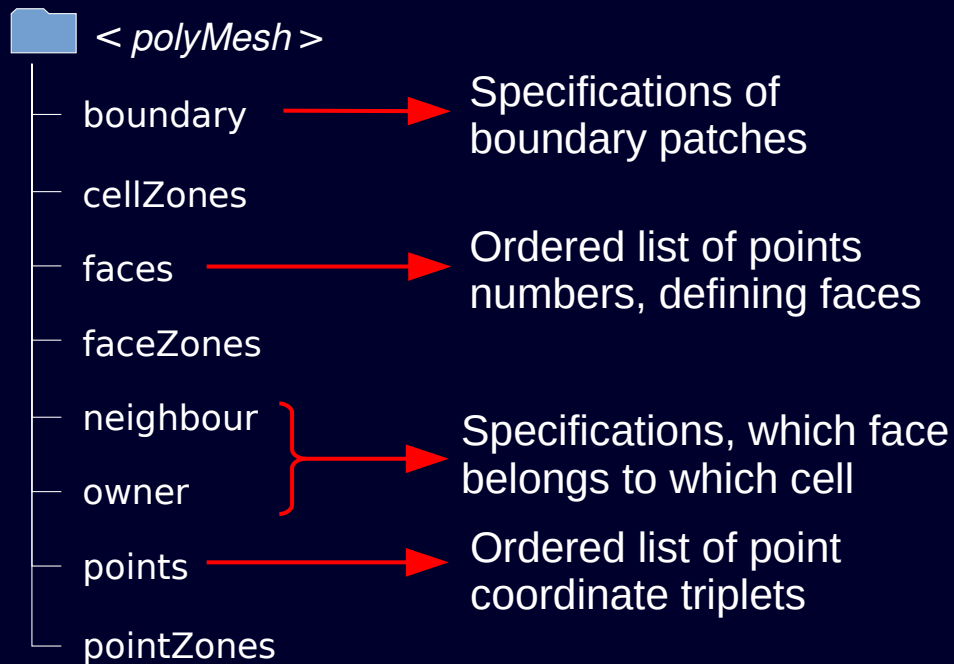 < polyMesh >
boundary
Specifications of
boundary patches
cellZones
faces
Ordered list of points
numbers, defining faces
faceZones
neighbour
owner
Specifications, which face
belongs to which cell
points
Ordered list of point
coordinate triplets
pointZones